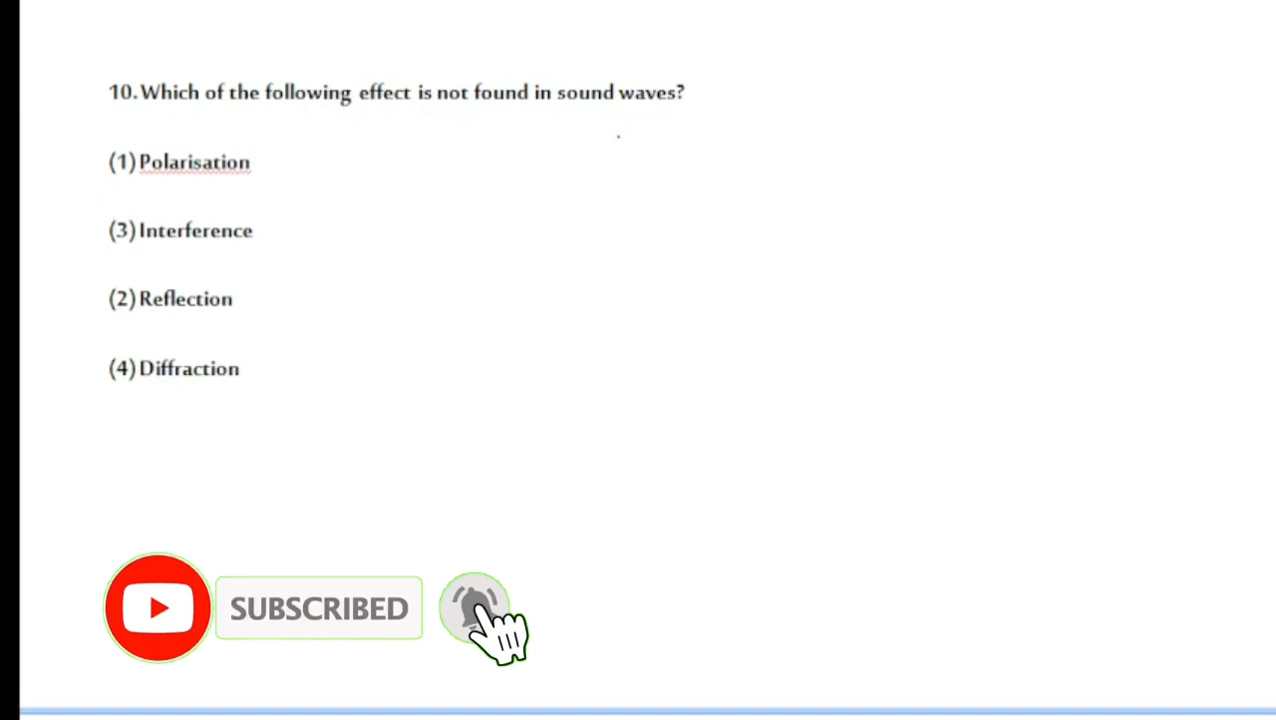 10.Which of the following effect is not found in sound waves?
(1)Polarisation
(3)Interference
(2)Reflection
(4)Diffraction
SUBSCRIBED